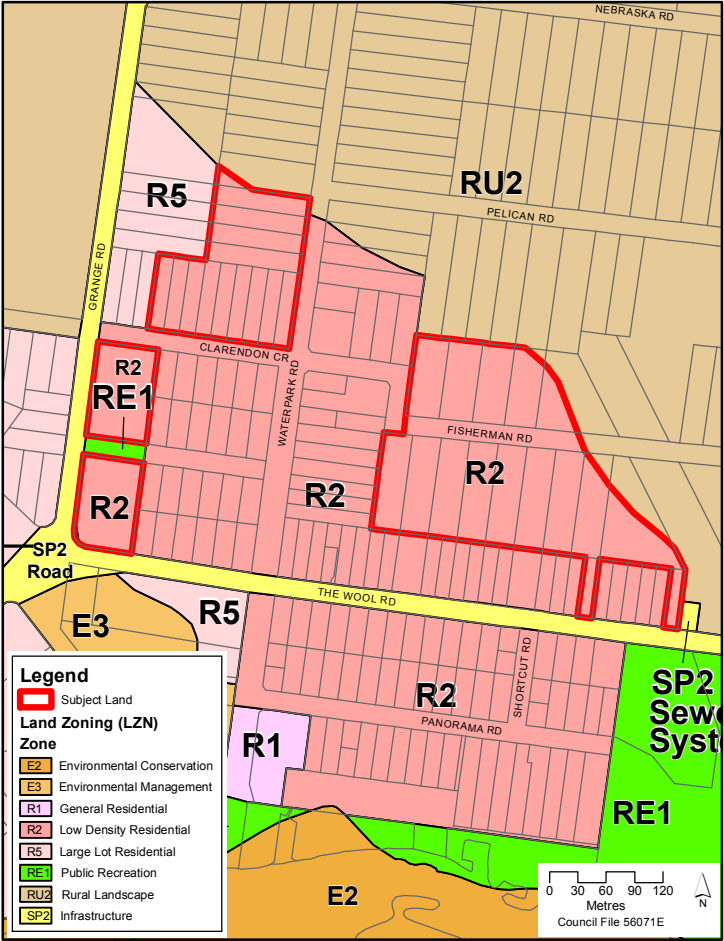 NEBRASKA RD
RU2
R5
PELICAN RD
GRANGE RD
CLARENDON CR
R2
RE1
WATERPARK RD
FISHERMAN RD
R2
R2
R2
SP2
Road
THE WOOL RD
R5
E3
SHORTCUT RD
R2
SP2
Sewe
Syst
PANORAMA RD
R1
RE1
E2
Legend
Subject Land
Land Zoning (LZN)
Zone
E2 Environmental Conservation
E3 Environmental Management
R1 General Residential
R2 Low Density Residential
R5 Large Lot Residential
RE1 Public Recreation
RU2 Rural Landscape
SP2 Infrastructure
0 30 60 90 120
Metres
Council File 56071E
N